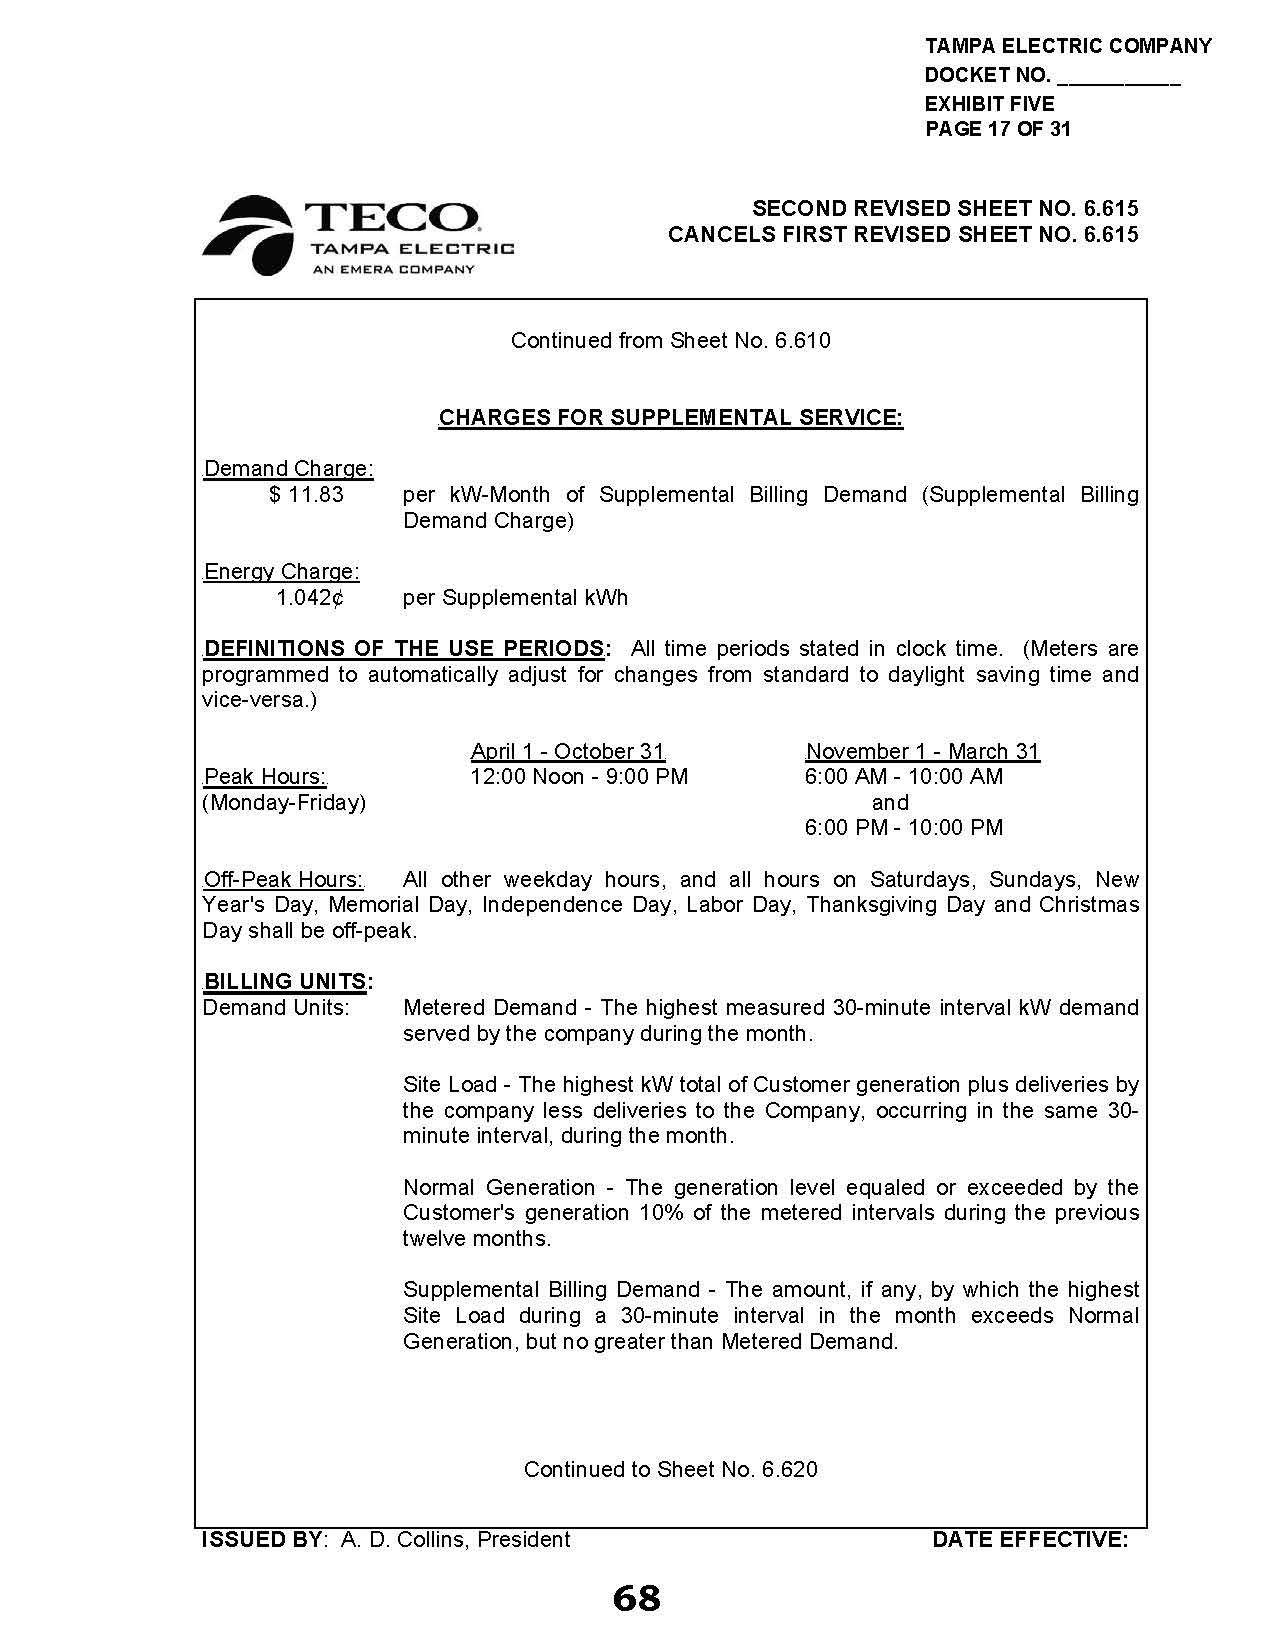 TAMPA ELECTRIC COMPANY
DOCKET NO. ___________
EXHIBIT FIVE
PAGE 17 OF 31
TECO®
TAMPA ELECTRIC
AN EMERA COMPANY
SECOND REVISED SHEET NO. 6.615
CANCELS FIRST REVISED SHEET NO. 6.615
Continued from Sheet No. 6.610
CHARGES FOR SUPPLEMENTAL SERVICE:
Demand Charge:
$ 11.83 per kW-Month of Supplemental Billing Demand (Supplemental Billing
Demand Charge)
Energy Charge:
1.042¢ per Supplemental kWh
DEFINITIONS OF THE USE PERIODS: All time periods stated in clock time. (Meters are
programmed to automatically adjust for changes from standard to daylight saving time and
vice-versa.)
April 1 - October 31 November 1 - March 31
Peak Hours: 12:00 Noon - 9:00 PM 6:00 AM - 10:00 AM
(Monday-Friday) and
6:00 PM - 10:00 PM
Off-Peak Hours: All other weekday hours, and all hours on Saturdays, Sundays, New
Year's Day, Memorial Day, Independence Day, Labor Day, Thanksgiving Day and Christmas
Day shall be off-peak.
BILLING UNITS:
Demand Units: Metered Demand - The highest measured 30-minute interval kW demand
served by the company during the month.
Site Load - The highest kW total of Customer generation plus deliveries by
the company less deliveries to the Company, occurring in the same 30-
minute interval, during the month.
Normal Generation - The generation level equaled or exceeded by the
Customer's generation 10% of the metered intervals during the previous
twelve months.
Supplemental Billing Demand - The amount, if any, by which the highest
Site Load during a 30-minute interval in the month exceeds Normal
Generation, but no greater than Metered Demand.
Continued to Sheet No. 6.620
ISSUED BY: A. D. Collins, President DATE EFFECTIVE:
68